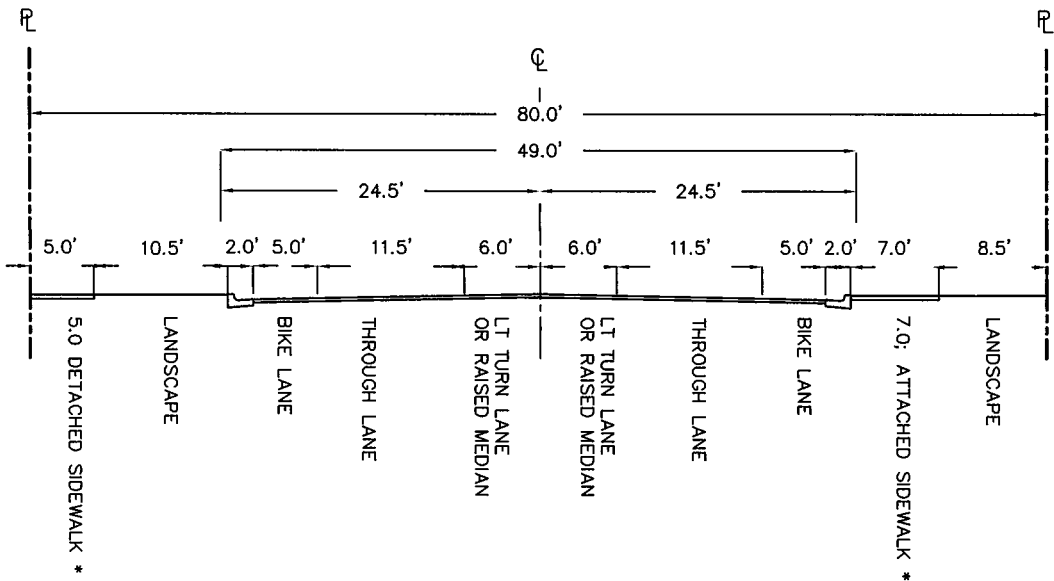 PL
PL
CL
80.0'
49.0'
24.5'
24.5'
5.0'
10.5'
2.0'
5.0'
11.5'
6.0'
6.0'
11.5'
5.0'
2.0'
7.0'
8.5'
5.0 DETACHED SIDEWALK *
LANDSCAPE
BIKE LANE
THROUGH LANE
LT TURN LANE
OR RAISED MEDIAN
LT TURN LANE
OR RAISED MEDIAN
THROUGH LANE
BIKE LANE
7.0; ATTACHED SIDEWALK *
LANDSCAPE